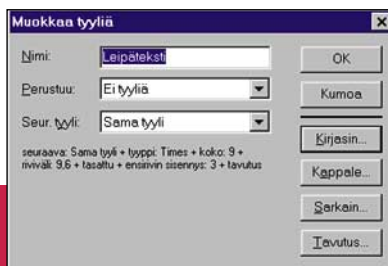 Muokkaa tyyliä
Nimi: Leipäteksti
OK
Perustuu: Ei tyyliä
Kumoa
Seur. tyyli: Sama tyyli
Kirjasin...
seuraava: Sama tyyli + tyyppi: Times + koko: 9 +
riviväli: 9,6 + tasattu + ensirivin sisennys: 3 + tavutus
Kappale...
Sarkain...
Tavutus...